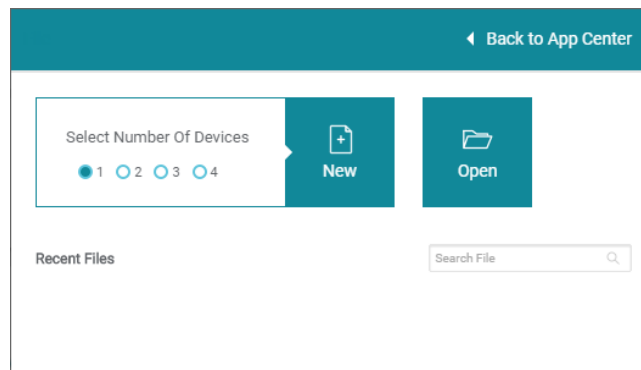 Back to App Center
Select Number Of Devices
1 2 3 4
New
Open
Recent Files
Search File